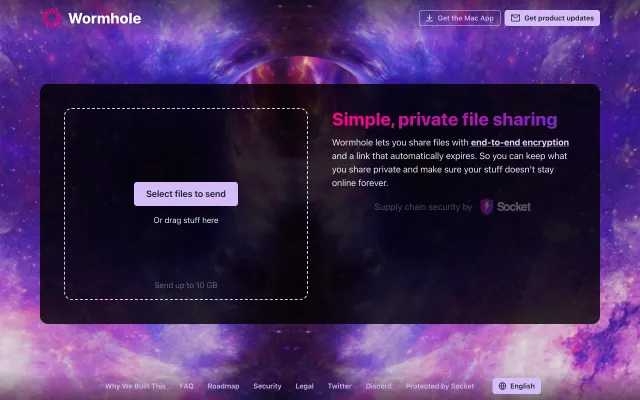 Wormhole
Get the Mac App
Get product updates
Select files to send
Or drag stuff here
Send up to 10 GB
Simple, private file sharing
Wormhole lets you share files with end-to-end encryption
and a link that automatically expires. So you can keep what
you share private and make sure your stuff doesn't stay
online forever.
Supply chain security by Socket
Why We Built This
FAQ
Roadmap
Security
Legal
Twitter
Discord
Protected by Socket
English